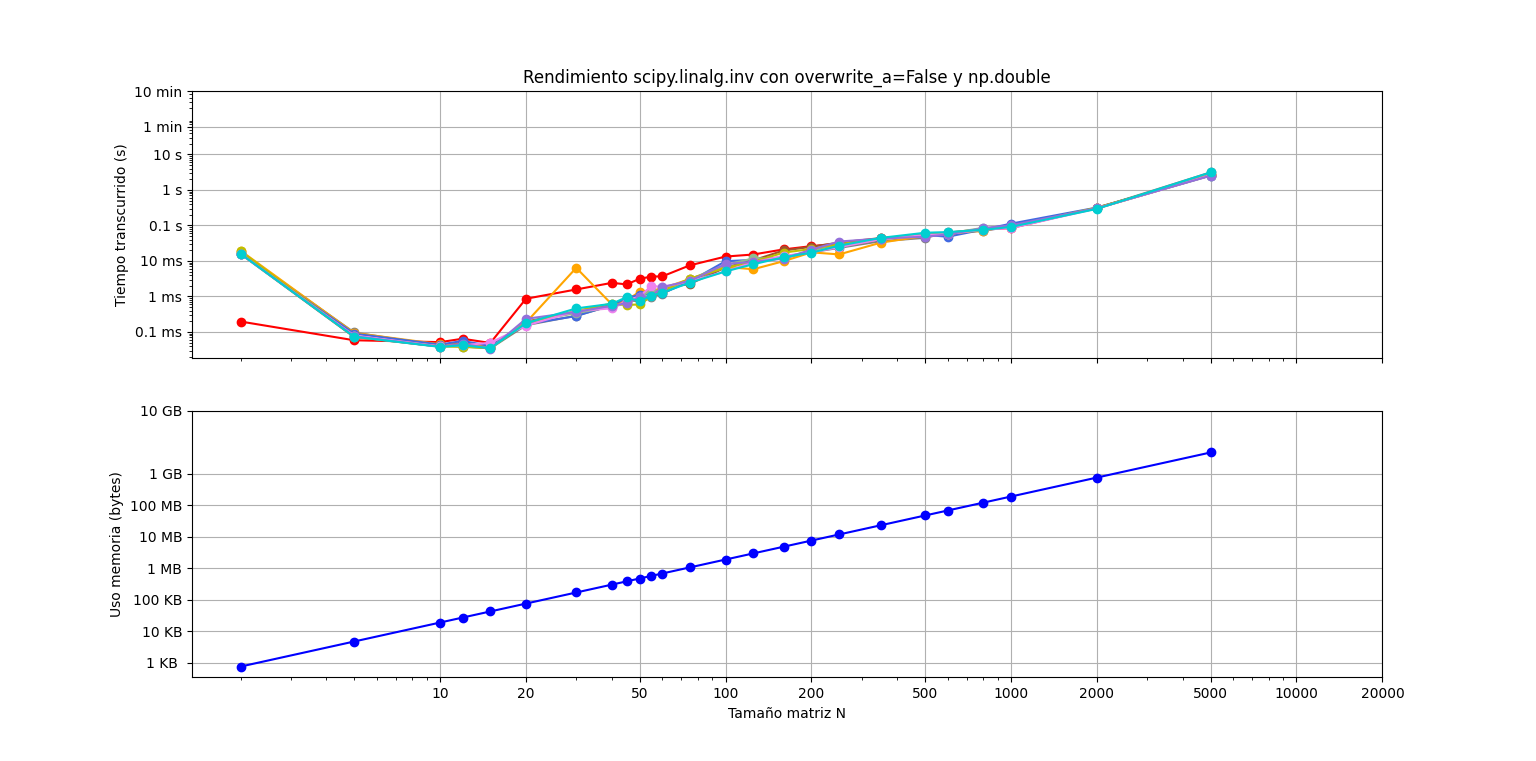 Rendimiento scipy.linalg.inv con overwrite_a=False y np.double
Tiempo transcurrido (s)
10 min
1 min
10 s
1 s
0.1 s
10 ms
1 ms
0.1 ms
Uso memoria (bytes)
10 GB
1 GB
100 MB
10 MB
1 MB
100 KB
10 KB
1 KB
10 20 50 100 200 500 1000 2000 5000 10000 20000
Tamaño matriz N